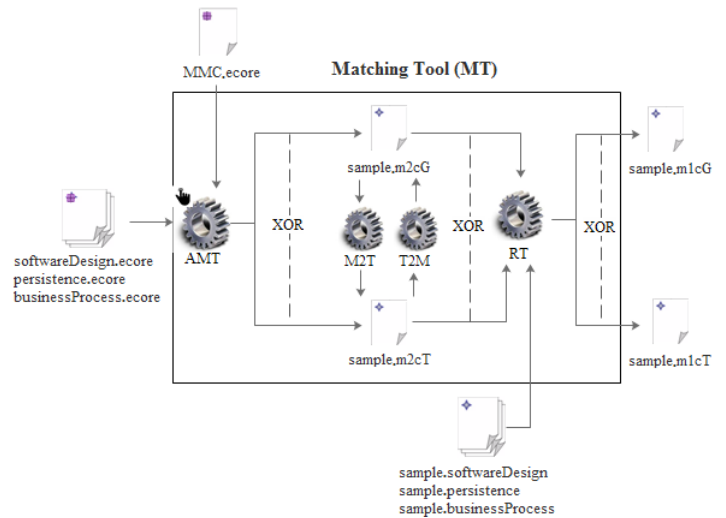 MMC.ecore
Matching Tool (MT)
sample.m2cG
sample.m1cG
XOR
XOR
XOR
AMT
M2T
T2M
RT
softwareDesign.ecore
persistence.ecore
businessProcess.ecore
sample.m2cT
sample.m1cT
sample.softwareDesign
sample.persistence
sample.businessProcess